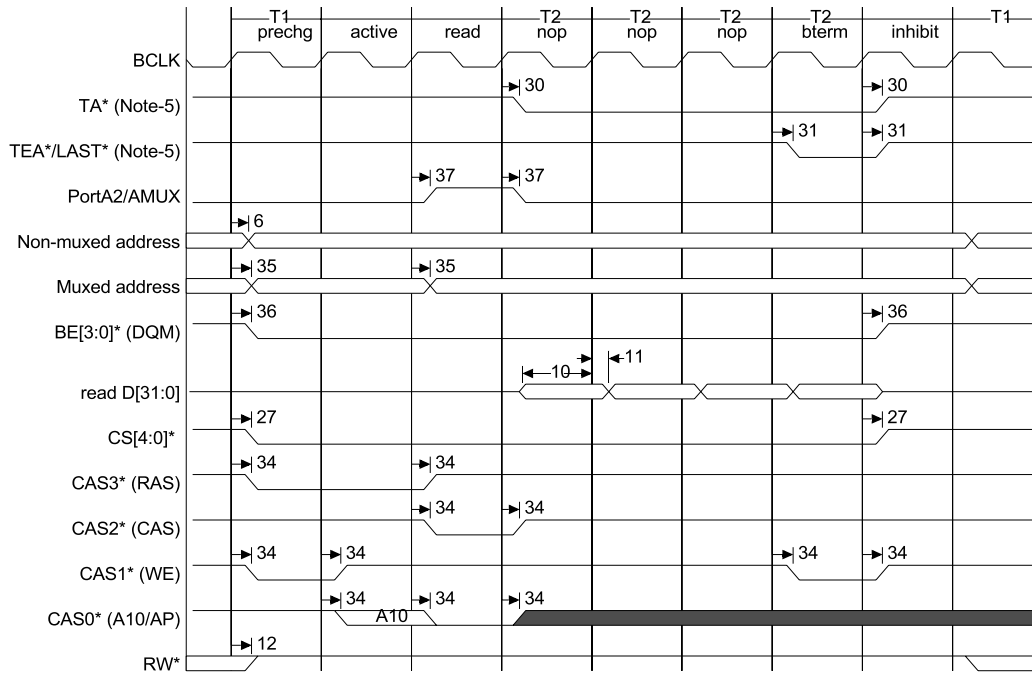 T1 T2 T2 T2 T2 T1
prechg active read nop nop nop bterm inhibit
BCLK
30 30
TA* (Note-5)
31 31
TEA*/LAST* (Note-5)
37 37
PortA2/AMUX
6
Non-muxed address
35 35
Muxed address
36 36
BE[3:0]* (DQM)
11
10
read D[31:0]
27 27
CS[4:0]*
34 34
CAS3* (RAS)
34 34
CAS2* (CAS)
34 34 34 34
CAS1* (WE)
34 34 34
A10
CAS0* (A10/AP)
12
RW*